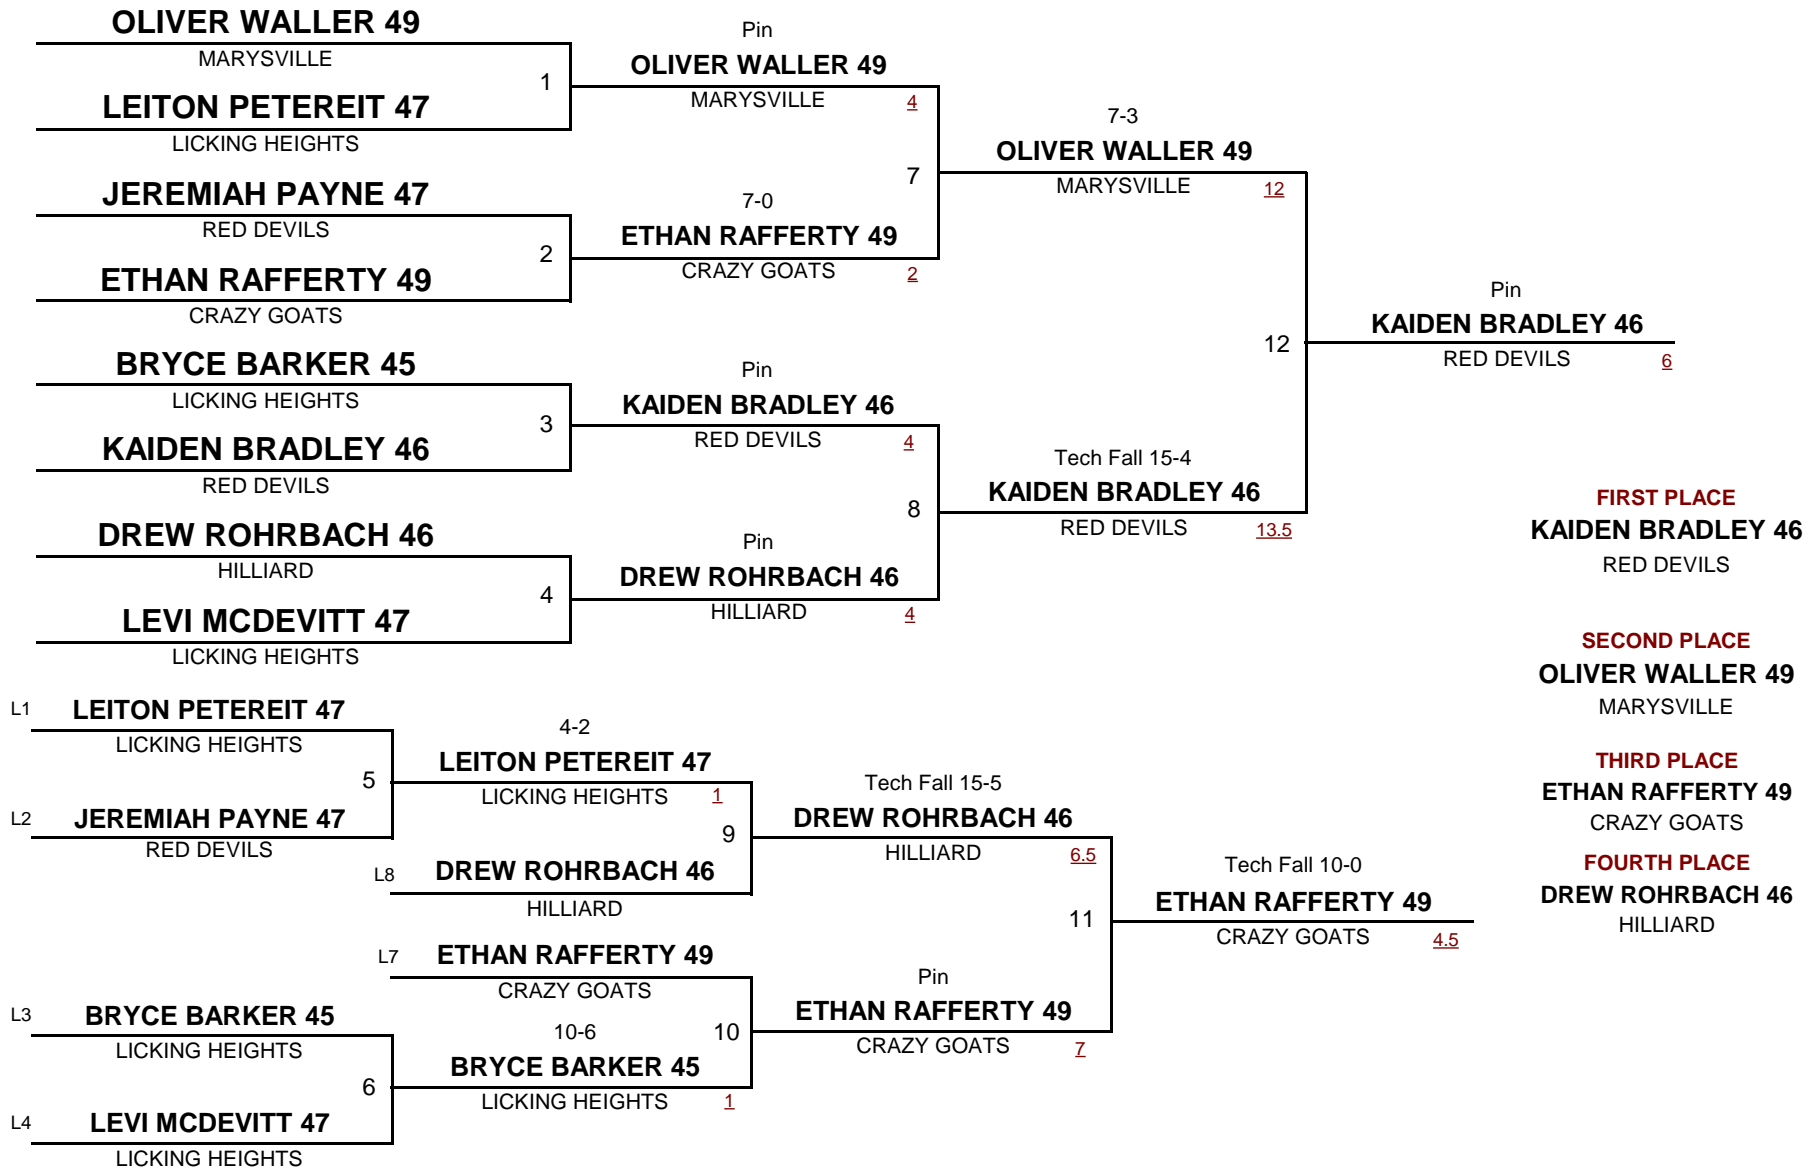 OLIVER WALLER 49
MARYSVILLE
1
LEITON PETEREIT 47
LICKING HEIGHTS
JEREMIAH PAYNE 47
RED DEVILS
2
ETHAN RAFFERTY 49
CRAZY GOATS
BRYCE BARKER 45
LICKING HEIGHTS
3
KAIDEN BRADLEY 46
RED DEVILS
DREW ROHRBACH 46
HILLIARD
4
LEVI MCDEVITT 47
LICKING HEIGHTS
Pin
OLIVER WALLER 49
MARYSVILLE 4
7
7-0
ETHAN RAFFERTY 49
CRAZY GOATS 2
Pin
KAIDEN BRADLEY 46
RED DEVILS 4
8
Pin
DREW ROHRBACH 46
HILLIARD 4
7-3
OLIVER WALLER 49
MARYSVILLE 12
12
Tech Fall 15-4
KAIDEN BRADLEY 46
RED DEVILS 13.5
Pin
KAIDEN BRADLEY 46
RED DEVILS 6
L1 LEITON PETEREIT 47
LICKING HEIGHTS
5
L2 JEREMIAH PAYNE 47
RED DEVILS
L3 BRYCE BARKER 45
LICKING HEIGHTS
6
L4 LEVI MCDEVITT 47
LICKING HEIGHTS
4-2
LEITON PETEREIT 47
LICKING HEIGHTS 1
9
L8 DREW ROHRBACH 46
HILLIARD
L7 ETHAN RAFFERTY 49
CRAZY GOATS
10-6 10
BRYCE BARKER 45
LICKING HEIGHTS 1
Tech Fall 15-5
DREW ROHRBACH 46
HILLIARD 6.5
11
Pin
ETHAN RAFFERTY 49
CRAZY GOATS 7
Tech Fall 10-0
ETHAN RAFFERTY 49
CRAZY GOATS 4.5
FIRST PLACE
KAIDEN BRADLEY 46
RED DEVILS
SECOND PLACE
OLIVER WALLER 49
MARYSVILLE
THIRD PLACE
ETHAN RAFFERTY 49
CRAZY GOATS
FOURTH PLACE
DREW ROHRBACH 46
HILLIARD